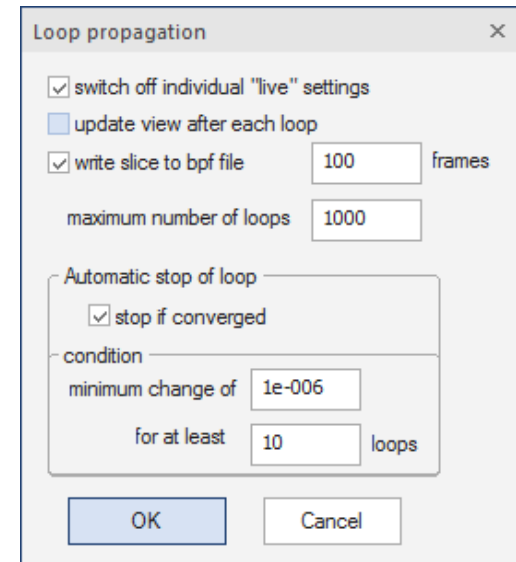 Loop propagation
switch off individual "live" settings
update view after each loop
write slice to bpf file 100 frames
maximum number of loops 1000
Automatic stop of loop
stop if converged
condition
minimum change of 1e-006
for at least 10 loops
OK Cancel